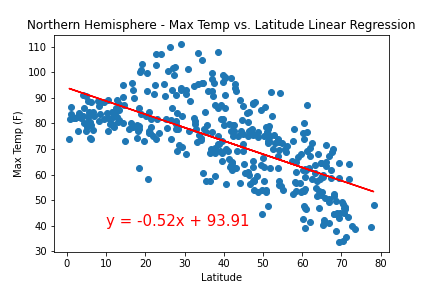 Northern Hemisphere - Max Temp vs. Latitude Linear Regression
110
100
90
80
70
60
50
40
30
Max Temp (F)
y = -0.52x + 93.91
0 10 20 30 40 50 60 70 80
Latitude